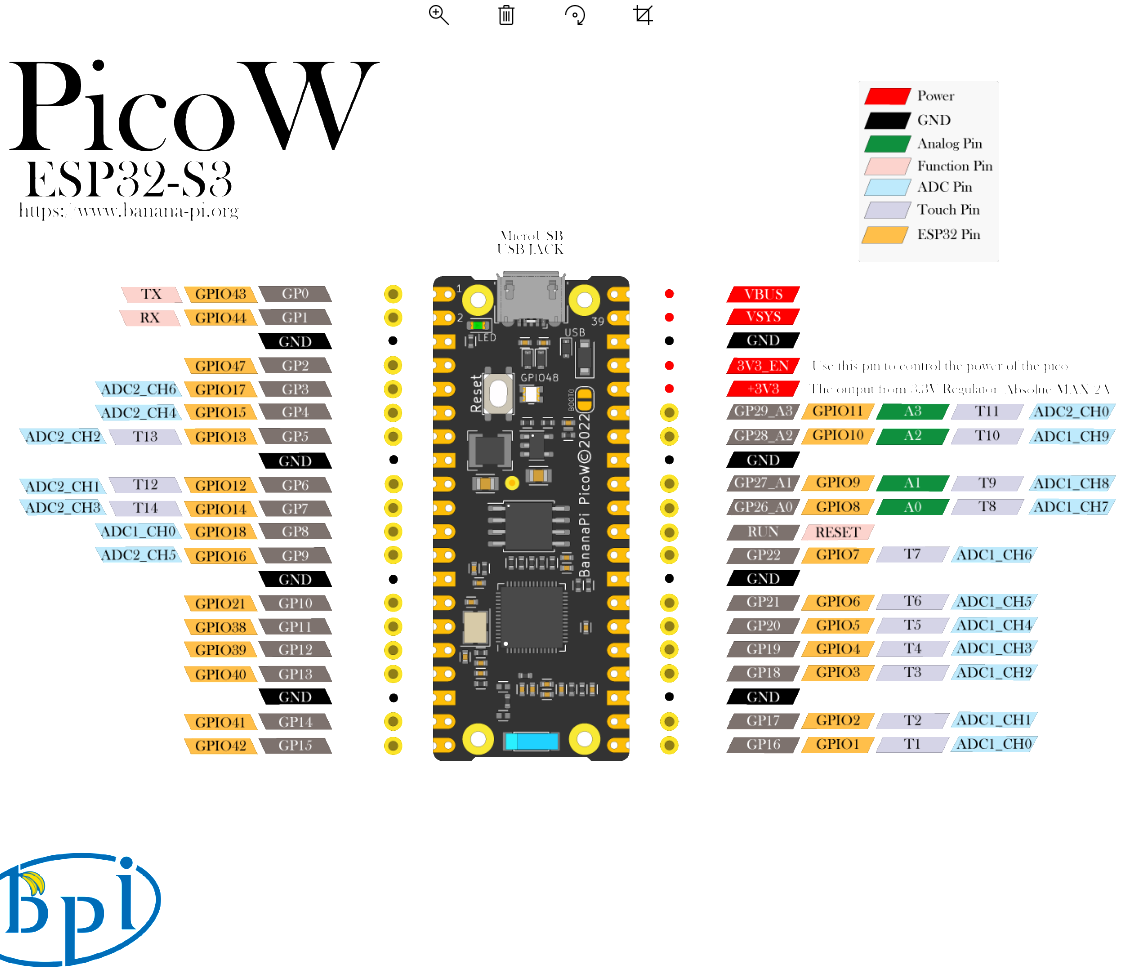 PicoW
ESP32-S3
https://www.banana-pi.org
Power
GND
Analog Pin
Function Pin
ADC Pin
Touch Pin
ESP32 Pin
MicroUSB
USB JACK
TX GPIO43 GP0
RX GPIO44 GP1
GND
GPIO47 GP2
ADC2_CH6 GPIO17 GP3
ADC2_CH4 GPIO15 GP4
ADC2_CH2 T13 GPIO13 GP5
GND
ADC2_CH1 T12 GPIO12 GP6
ADC2_CH3 T14 GPIO14 GP7
ADC1_CH0 GPIO18 GP8
ADC2_CH5 GPIO16 GP9
GND
GPIO21 GP10
GPIO38 GP11
GPIO39 GP12
GPIO40 GP13
GND
GPIO41 GP14
GPIO42 GP15
1
2
39
LED
USB
GPIO48
Reset
BOOT0
BananaPi PicoW©2022
VBUS
VSYS
GND
3V3_EN Use this pin to control the power of the pico
+3V3 The output from 3.3V Regulator, Absolue MAX 2A
GP29_A3 GPIO11 A3 T11 ADC2_CH0
GP28_A2 GPIO10 A2 T10 ADC1_CH9
GND
GP27_A1 GPIO9 A1 T9 ADC1_CH8
GP26_A0 GPIO8 A0 T8 ADC1_CH7
RUN RESET
GP22 GPIO7 T7 ADC1_CH6
GND
GP21 GPIO6 T6 ADC1_CH5
GP20 GPIO5 T5 ADC1_CH4
GP19 GPIO4 T4 ADC1_CH3
GP18 GPIO3 T3 ADC1_CH2
GND
GP17 GPIO2 T2 ADC1_CH1
GP16 GPIO1 T1 ADC1_CH0
Bpi